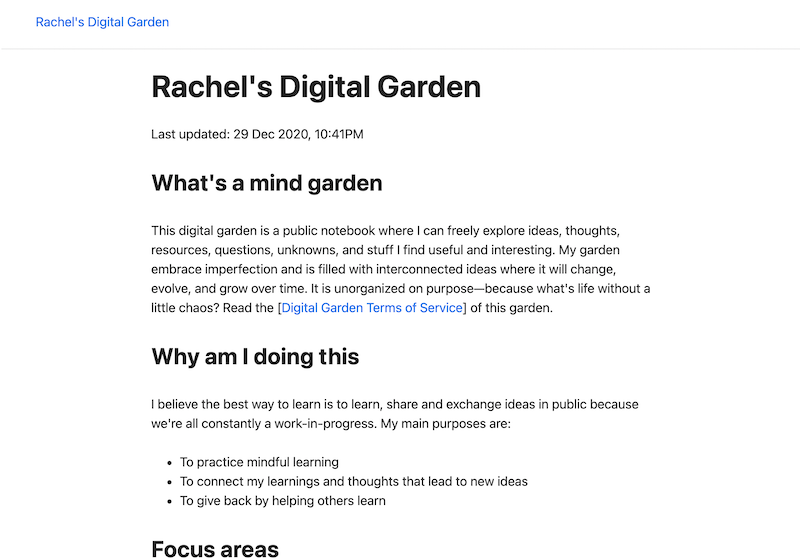 Rachel's Digital Garden
Rachel's Digital Garden
Last updated: 29 Dec 2020, 10:41PM
What's a mind garden
This digital garden is a public notebook where I can freely explore ideas, thoughts,
resources, questions, unknowns, and stuff I find useful and interesting. My garden
embrace imperfection and is filled with interconnected ideas where it will change,
evolve, and grow over time. It is unorganized on purpose—because what's life without a
little chaos? Read the [Digital Garden Terms of Service] of this garden.
Why am I doing this
I believe the best way to learn is to learn, share and exchange ideas in public because
we're all constantly a work-in-progress. My main purposes are:
• To practice mindful learning
• To connect my learnings and thoughts that lead to new ideas
• To give back by helping others learn
Focus areas